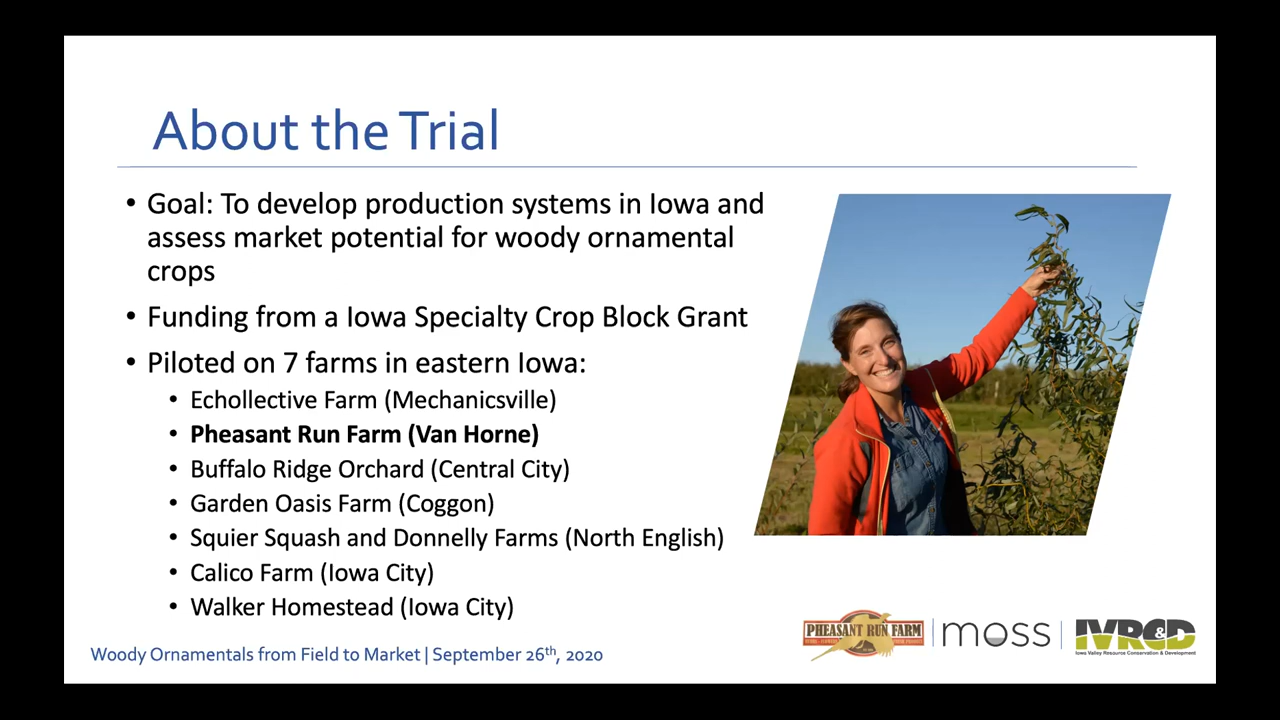 About the Trial
• Goal: To develop production systems in Iowa and
assess market potential for woody ornamental
crops
• Funding from a Iowa Specialty Crop Block Grant
• Piloted on 7 farms in eastern Iowa:
• Echollective Farm (Mechanicsville)
• Pheasant Run Farm (Van Horne)
• Buffalo Ridge Orchard (Central City)
• Garden Oasis Farm (Coggon)
• Squier Squash and Donnelly Farms (North English)
• Calico Farm (Iowa City)
• Walker Homestead (Iowa City)
Woody Ornamentals from Field to Market | September 26th, 2020
PHEASANT RUN FARM
moss
IVRC&D
Iowa Valley Resource Conservation & Development